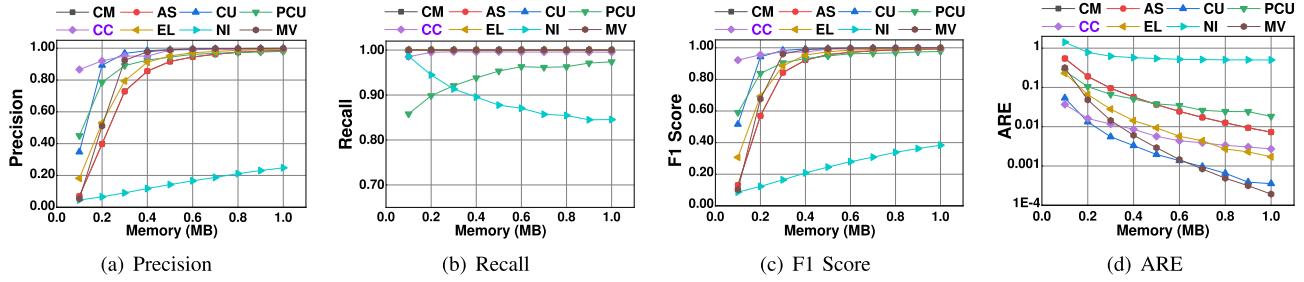 CM AS CU PCU
CC EL NI MV
1.00
0.80
0.60
0.40
0.20
0.00
Precision
0.0 0.2 0.4 0.6 0.8 1.0
Memory (MB)
(a) Precision
CM AS CU PCU
CC EL NI MV
1.00
0.90
0.80
0.70
Recall
0.0 0.2 0.4 0.6 0.8 1.0
Memory (MB)
(b) Recall
CM AS CU PCU
CC EL NI MV
1.00
0.80
0.60
0.40
0.20
0.00
F1 Score
0.0 0.2 0.4 0.6 0.8 1.0
Memory (MB)
(c) F1 Score
CM AS CU PCU
CC EL NI MV
1
0.1
0.01
0.001
1E-4
ARE
0.0 0.2 0.4 0.6 0.8 1.0
Memory (MB)
(d) ARE